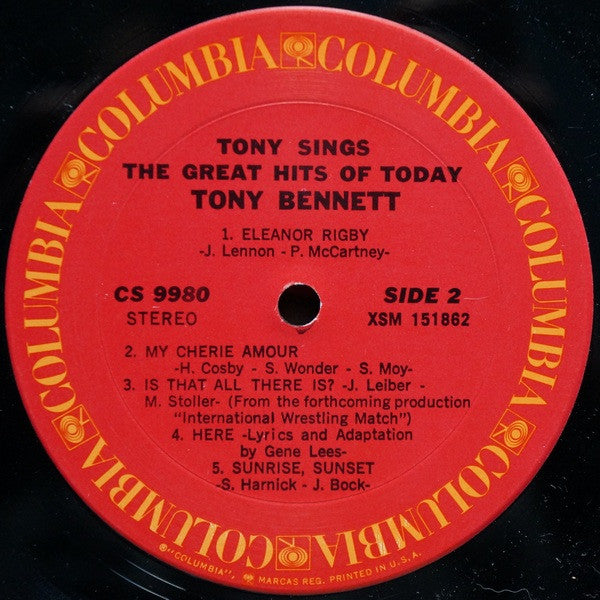 COLUMBIA COLUMBIA COLUMBIA COLUMBIA COLUMBIA COLUMBIA
TONY SINGS
THE GREAT HITS OF TODAY
TONY BENNETT
1. ELEANOR RIGBY
-J. Lennon - P. McCartney-
CS 9980
STEREO
SIDE 2
XSM 151862
2. MY CHERIE AMOUR
-H. Cosby - S. Wonder - S. Moy-
3. IS THAT ALL THERE IS? -J. Leiber -
M. Stoller- (From the forthcoming production
"International Wrestling Match")
4. HERE -Lyrics and Adaptation
by Gene Lees-
5. SUNRISE, SUNSET
-S. Harnick - J. Bock-
℗"COLUMBIA", MARCAS REG. PRINTED IN U.S.A.